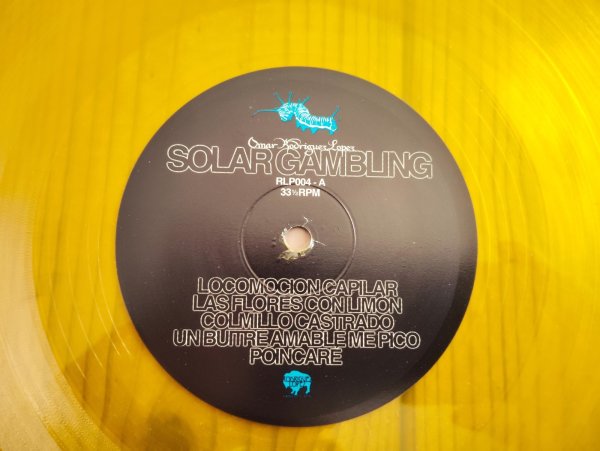 Omar Rodriguez Lopez
SOLAR GAMBLING
RLP004 - A
33⅓RPM
LOCOMOCION CAPILAR
LAS FLORES CON LIMON
COLMILLO CASTRADO
UN BUITRE AMABLE ME PICO
POINCARE